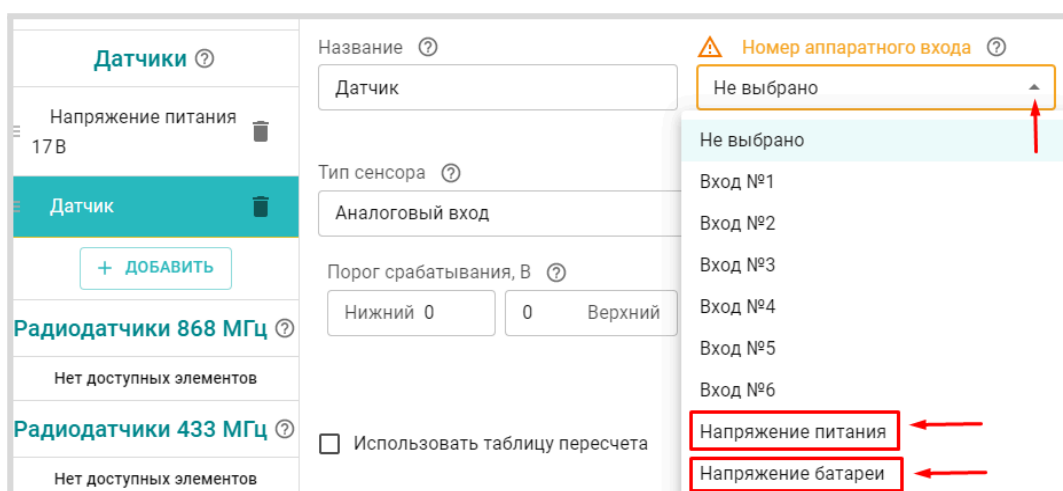 Датчики
Напряжение питания
17В
Датчик
+ ДОБАВИТЬ
Радиодатчики 868 МГц
Нет доступных элементов
Радиодатчики 433 МГц
Нет доступных элементов
Название
Датчик
Тип сенсора
Аналоговый вход
Порог срабатывания, В
Нижний 0
0 Верхний
Использовать таблицу пересчета
Номер аппаратного входа
Не выбрано
Не выбрано
Вход №1
Вход №2
Вход №3
Вход №4
Вход №5
Вход №6
Напряжение питания
Напряжение батареи